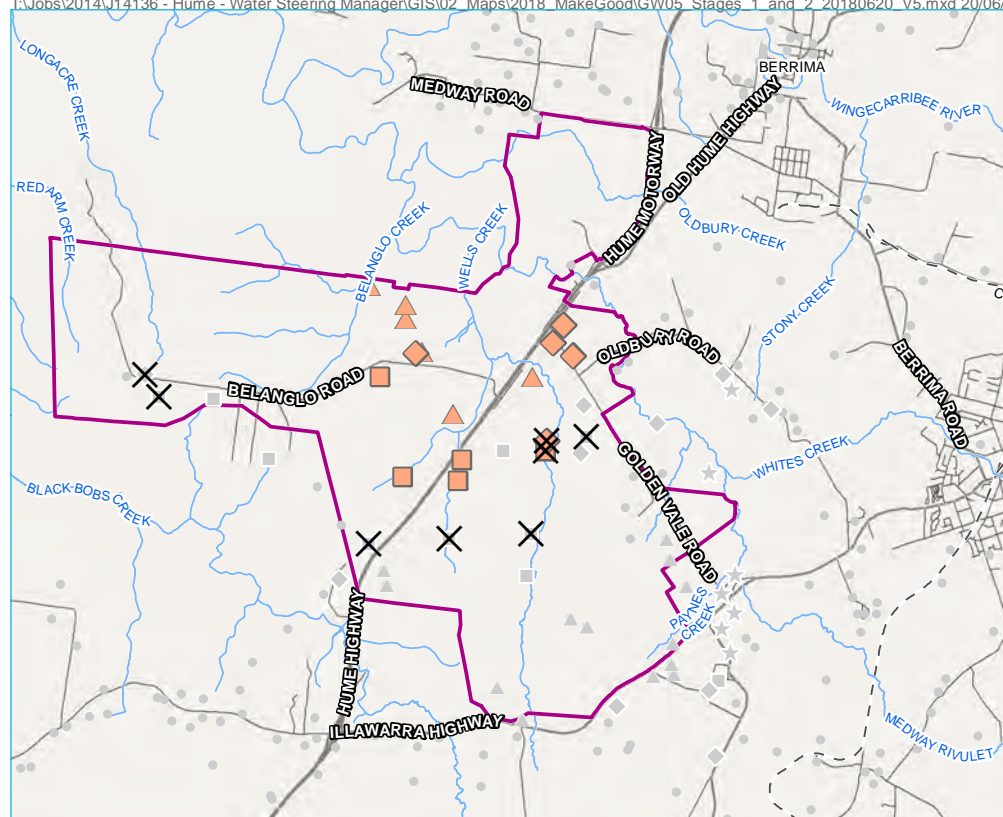 T:\Jobs\2014\J14136 - Hume - Water Steering Manager\GIS\02_Maps\2018_MakeGood\GW05_Stages_1_and_2_20180620_V5.mxd 20/06/
BERRIMA
LONGACRE CREEK
MEDWAY ROAD
WINGECARRIBEE RIVER
OLD HUME HIGHWAY
HUME MOTORWAY
RED ARM CREEK
BELANGLO CREEK
WELLS CREEK
OLDBURY CREEK
STONY CREEK
OLDBURY ROAD
BERRIMA ROAD
BELANGLO ROAD
WHITES CREEK
GOLDEN VALE ROAD
BLACK BOBS CREEK
PAYNES
CREEK
HUME HIGHWAY
ILLAWARRA HIGHWAY
MEDWAY RIVULET